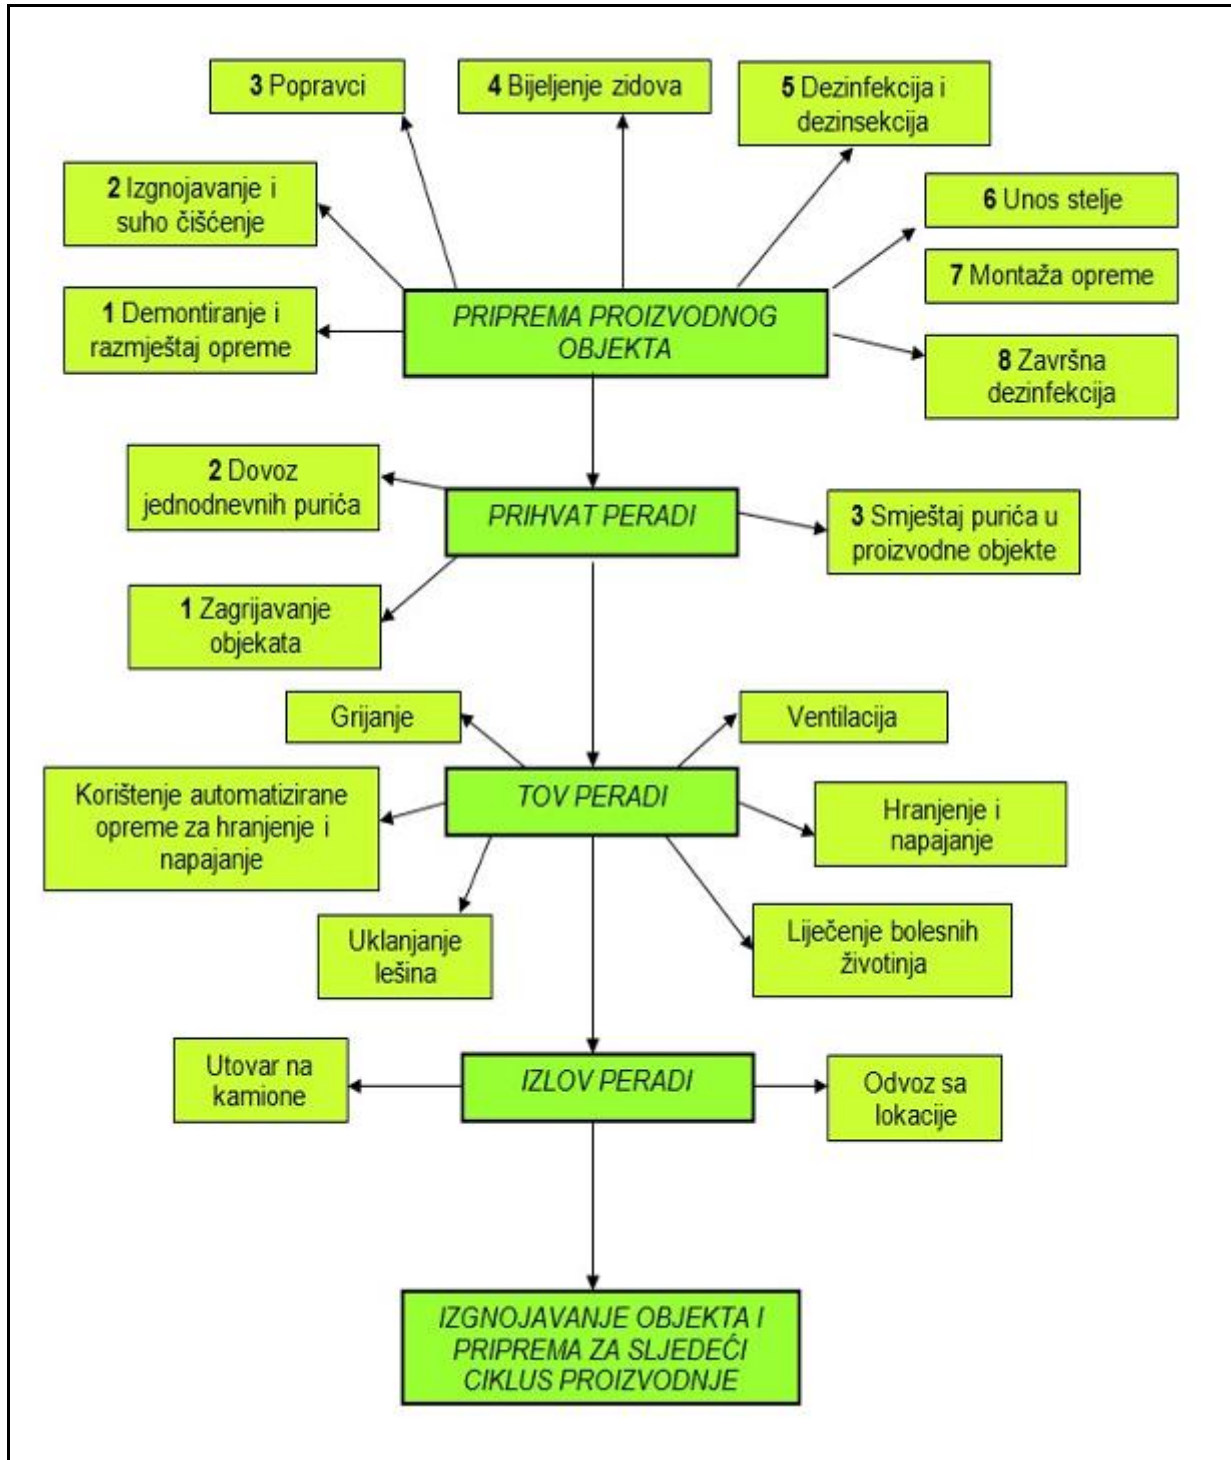 3 Popravci
4 Bijeljenje zidova
5 Dezinfekcija i
dezinsekcija
2 Izgnojavanje i
suho čišćenje
6 Unos stelje
7 Montaža opreme
1 Demontiranje i
razmještaj opreme
PRIPREMA PROIZVODNOG
OBJEKTA
8 Završna
dezinfekcija
2 Dovoz
jednodnevnih purića
PRIHVAT PERADI
3 Smještaj purića u
proizvodne objekte
1 Zagrijavanje
objekata
Grijanje
Ventilacija
Korištenje automatizirane
opreme za hranjenje i
napajanje
TOV PERADI
Hranjenje i
napajanje
Uklanjanje
lešina
Liječenje bolesnih
životinja
Utovar na
kamione
IZLOV PERADI
Odvoz sa
lokacije
IZGNOJAVANJE OBJEKTA I
PRIPREMA ZA SLJEDEĆI
CIKLUS PROIZVODNJE